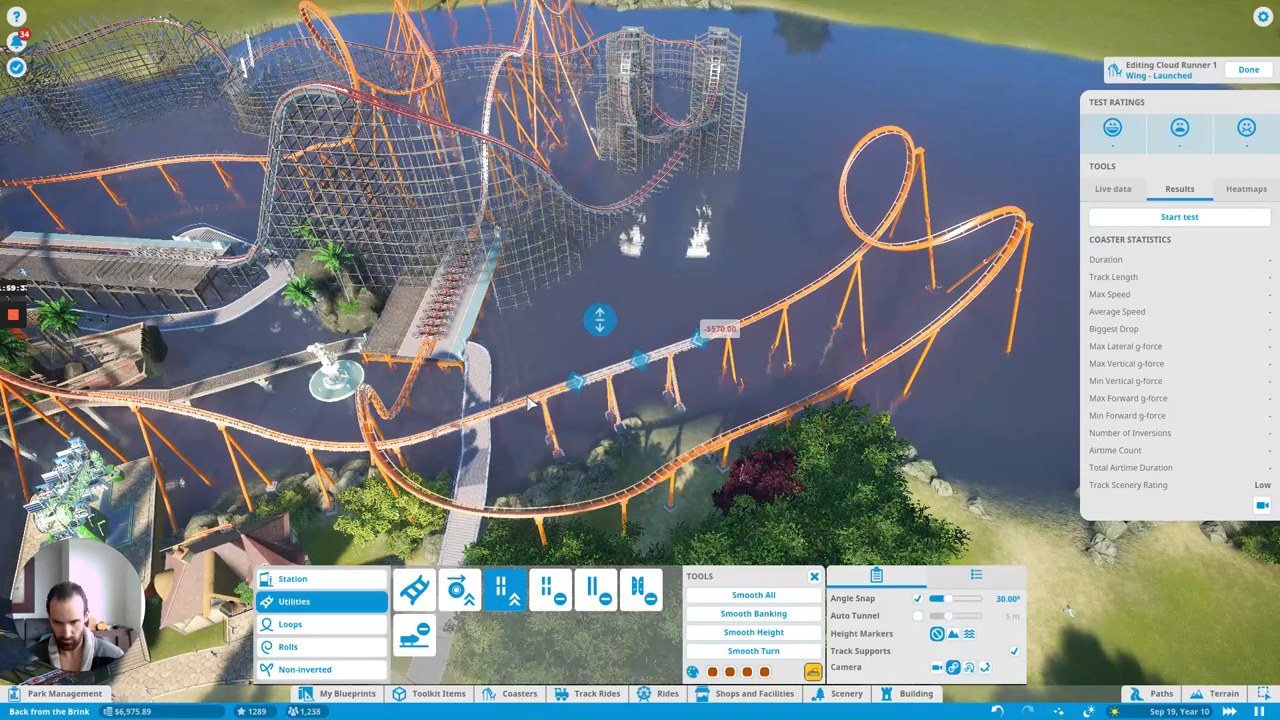 ?
34
Editing Cloud Runner 1
Wing - Launched
Done
TEST RATINGS
- - -
TOOLS
Live data Results Heatmaps
Start test
COASTER STATISTICS
Duration -
Track Length -
Max Speed -
Average Speed -
Biggest Drop -
Max Lateral g-force -
Max Vertical g-force -
Min Vertical g-force -
Max Forward g-force -
Min Forward g-force -
Number of Inversions -
Airtime Count -
Total Airtime Duration -
Track Scenery Rating Low
-$570.00
Station
Utilities
Loops
Rolls
Non-inverted
TOOLS
Smooth All
Smooth Banking
Smooth Height
Smooth Turn
Angle Snap 30.00°
Auto Tunnel 5 m
Height Markers
Track Supports
Camera
Park Management My Blueprints Toolkit Items Coasters Track Rides Rides Shops and Facilities Scenery Building Paths Terrain
Back from the Brink $6,975.89 1289 1,238 Sep 19, Year 10